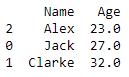 Name Age
2 Alex 23.0
0 Jack 27.0
1 Clarke 32.0